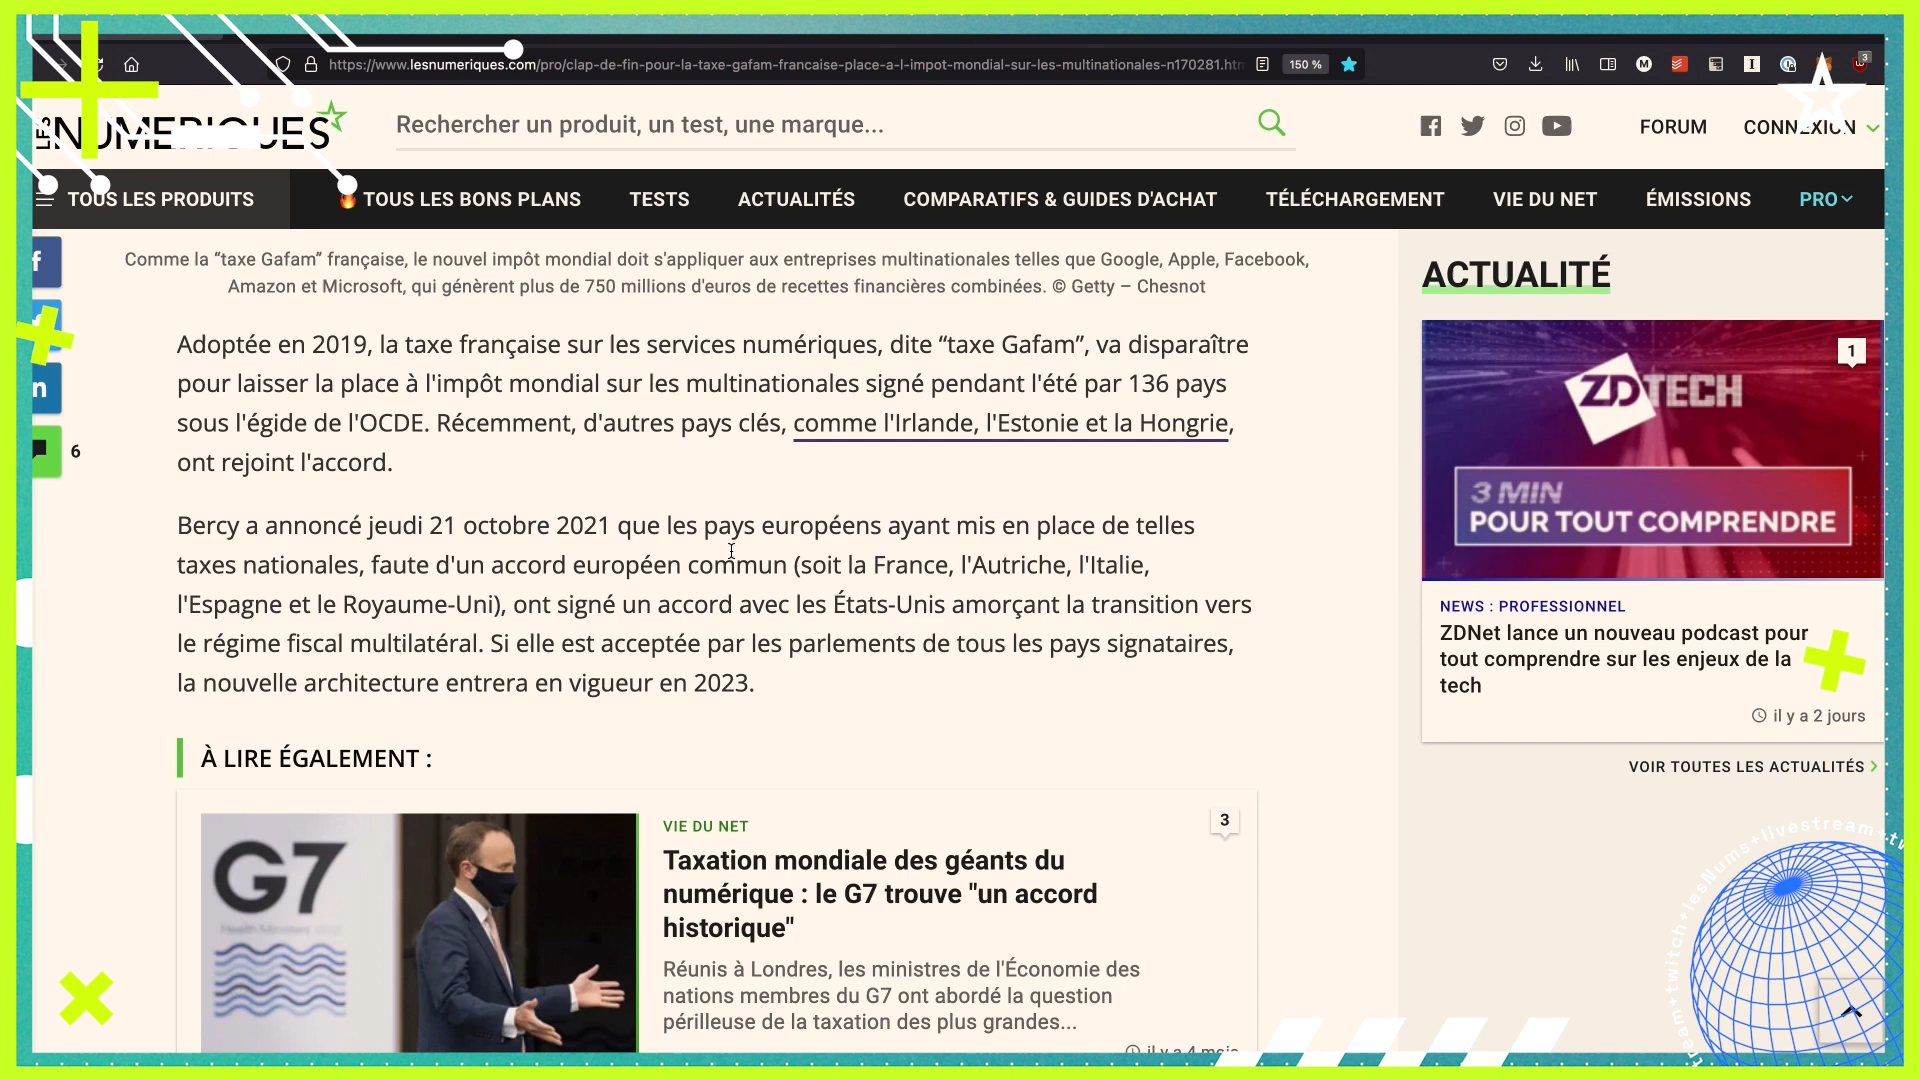 https://www.lesnumeriques.com/pro/clap-de-fin-pour-la-taxe-gafam-francaise-place-a-l-impot-mondial-sur-les-multinationales-n170281.htm
150 %
3
LES NUMERIQUES
Rechercher un produit, un test, une marque...
FORUM
CONNEXION
TOUS LES PRODUITS
TOUS LES BONS PLANS
TESTS
ACTUALITÉS
COMPARATIFS & GUIDES D'ACHAT
TÉLÉCHARGEMENT
VIE DU NET
ÉMISSIONS
PRO
Comme la “taxe Gafam” française, le nouvel impôt mondial doit s'appliquer aux entreprises multinationales telles que Google, Apple, Facebook,
Amazon et Microsoft, qui génèrent plus de 750 millions d'euros de recettes financières combinées. © Getty – Chesnot
Adoptée en 2019, la taxe française sur les services numériques, dite “taxe Gafam”, va disparaître
pour laisser la place à l'impôt mondial sur les multinationales signé pendant l'été par 136 pays
sous l'égide de l'OCDE. Récemment, d'autres pays clés, comme l'Irlande, l'Estonie et la Hongrie,
ont rejoint l'accord.
6
Bercy a annoncé jeudi 21 octobre 2021 que les pays européens ayant mis en place de telles
taxes nationales, faute d'un accord européen commun (soit la France, l'Autriche, l'Italie,
l'Espagne et le Royaume-Uni), ont signé un accord avec les États-Unis amorçant la transition vers
le régime fiscal multilatéral. Si elle est acceptée par les parlements de tous les pays signataires,
la nouvelle architecture entrera en vigueur en 2023.
À LIRE ÉGALEMENT :
G7
Health Ministers
VIE DU NET
3
Taxation mondiale des géants du
numérique : le G7 trouve "un accord
historique"
Réunis à Londres, les ministres de l'Économie des
nations membres du G7 ont abordé la question
périlleuse de la taxation des plus grandes...
il y a 4 mois
ACTUALITÉ
1
ZDTECH
3 MIN
POUR TOUT COMPRENDRE
NEWS : PROFESSIONNEL
ZDNet lance un nouveau podcast pour
tout comprendre sur les enjeux de la
tech
il y a 2 jours
VOIR TOUTES LES ACTUALITÉS
tream+twitch+lesNums+livestream+tw